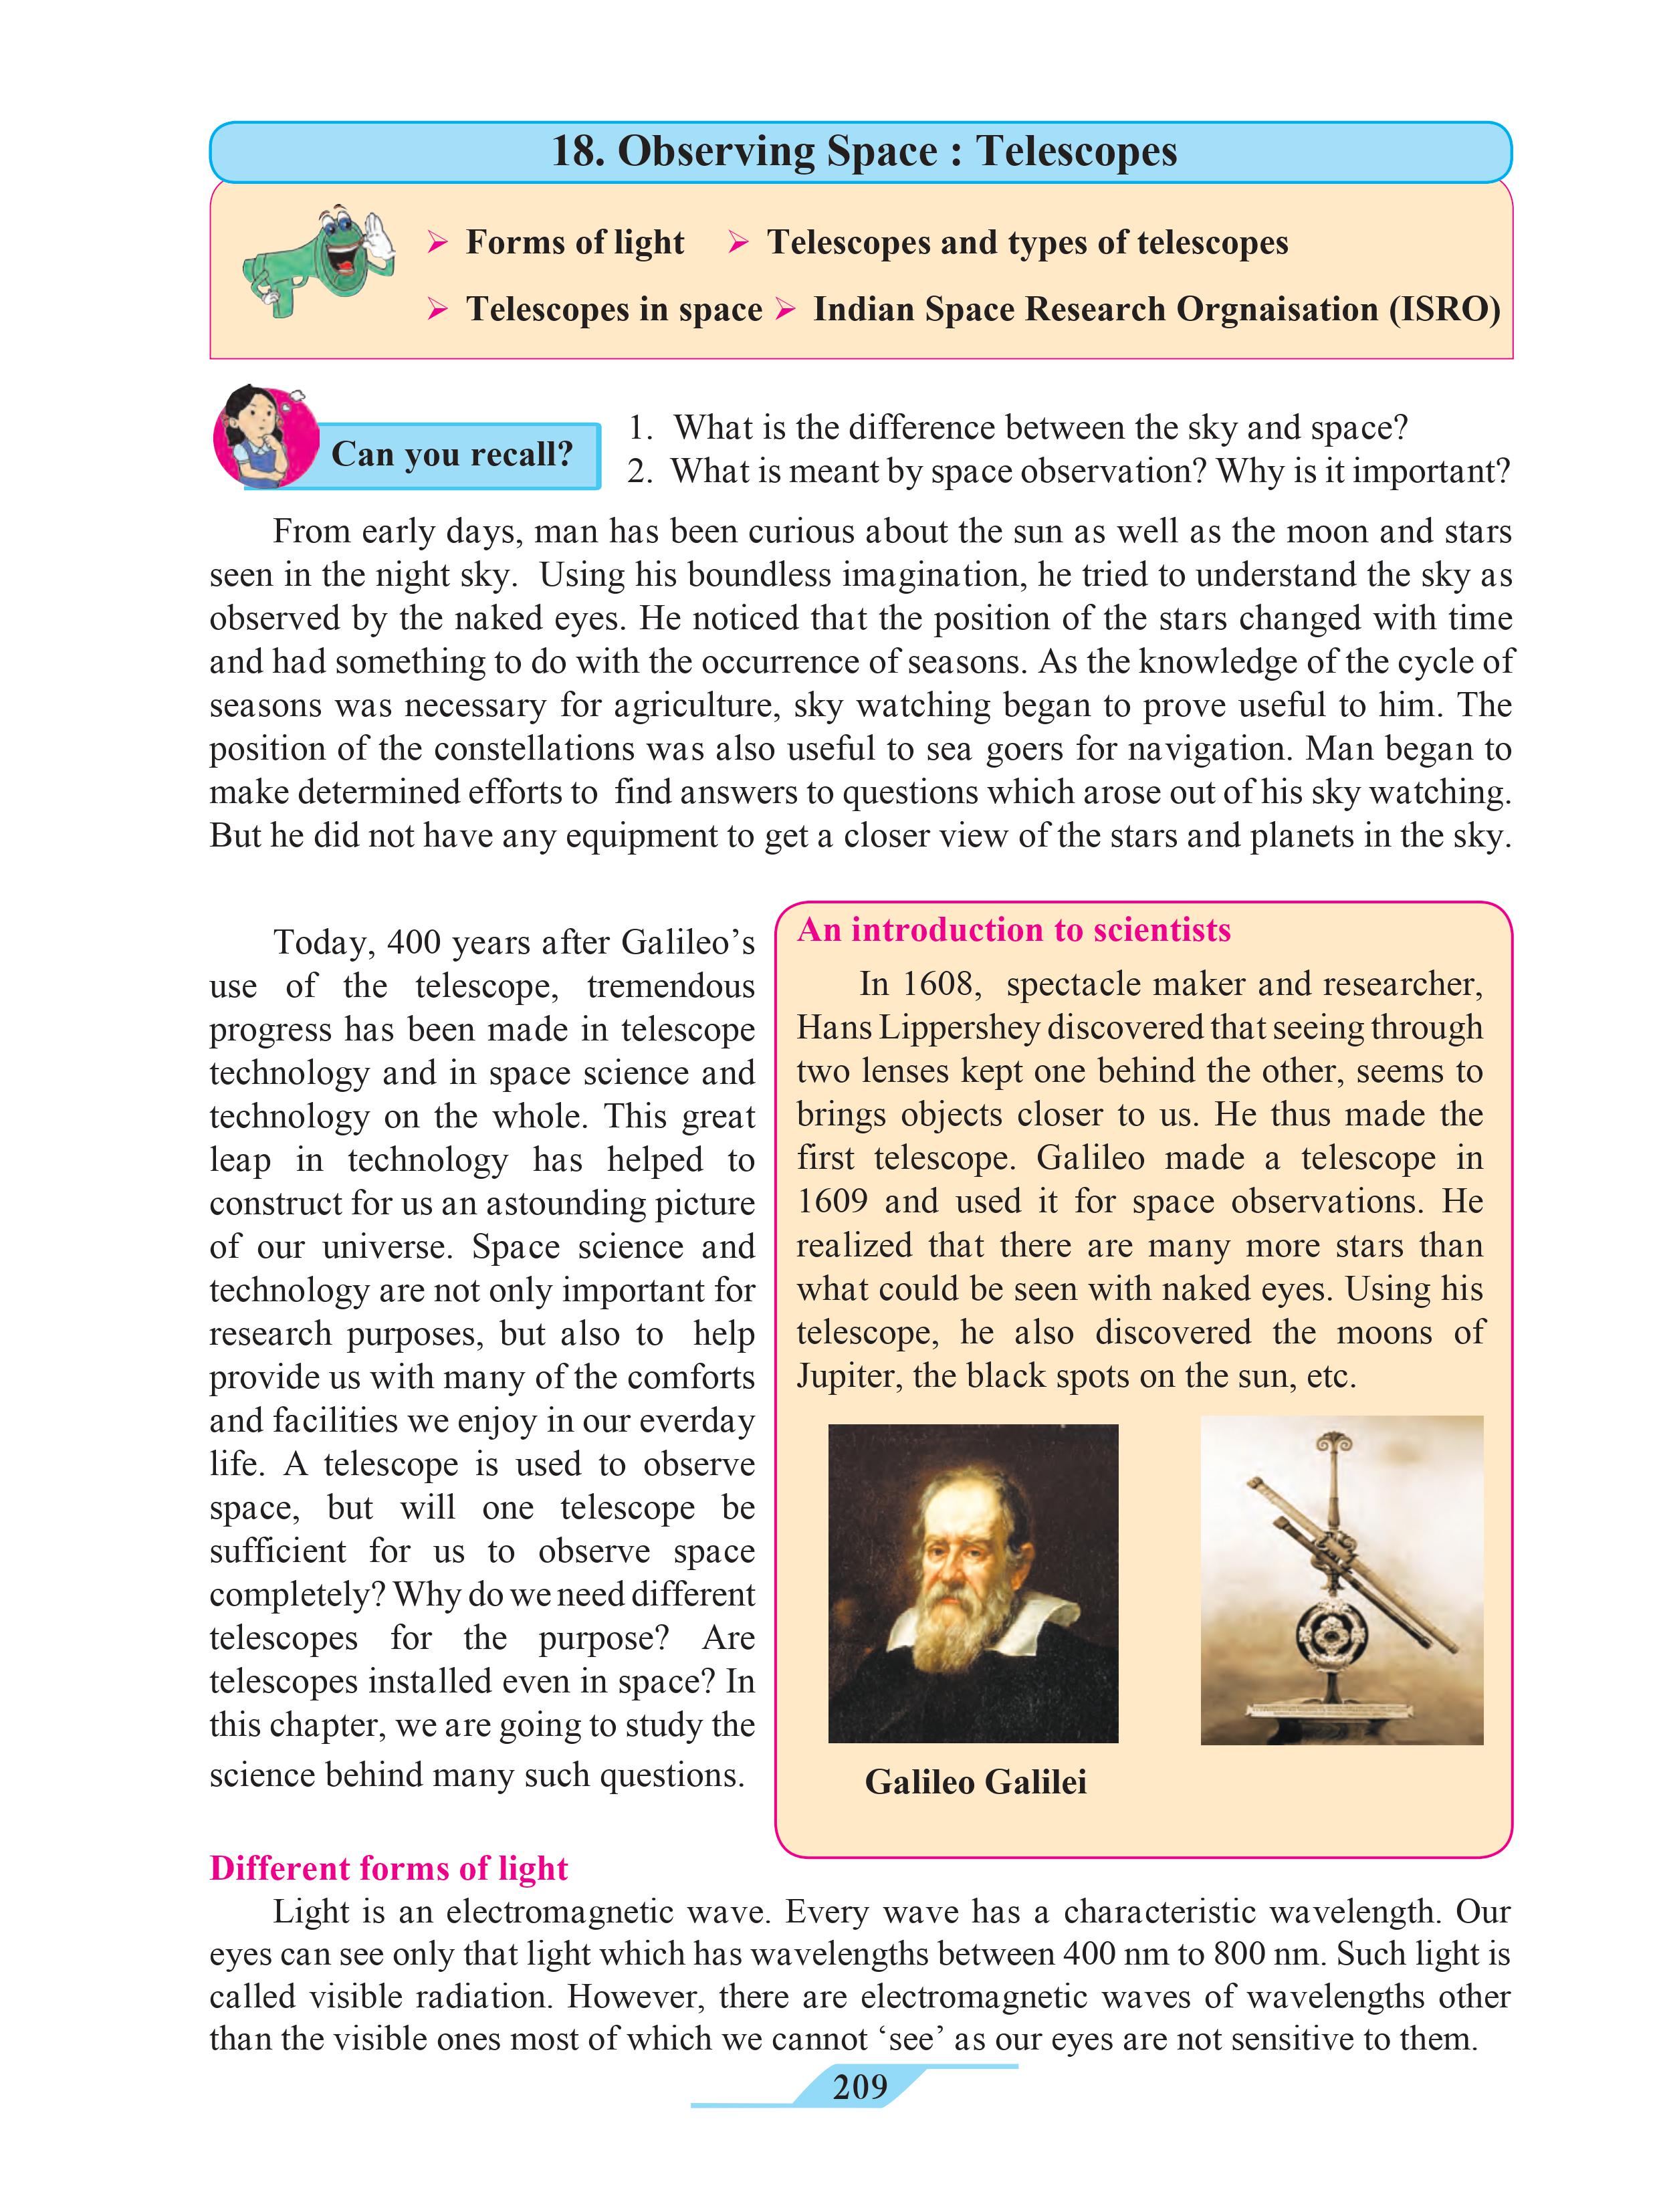 18. Observing Space : Telescopes
➢ Forms of light ➢ Telescopes and types of telescopes
➢ Telescopes in space ➢ Indian Space Research Orgnaisation (ISRO)
Can you recall?
1. What is the difference between the sky and space?
2. What is meant by space observation? Why is it important?
From early days, man has been curious about the sun as well as the moon and stars
seen in the night sky. Using his boundless imagination, he tried to understand the sky as
observed by the naked eyes. He noticed that the position of the stars changed with time
and had something to do with the occurrence of seasons. As the knowledge of the cycle of
seasons was necessary for agriculture, sky watching began to prove useful to him. The
position of the constellations was also useful to sea goers for navigation. Man began to
make determined efforts to find answers to questions which arose out of his sky watching.
But he did not have any equipment to get a closer view of the stars and planets in the sky.
Today, 400 years after Galileo’s
use of the telescope, tremendous
progress has been made in telescope
technology and in space science and
technology on the whole. This great
leap in technology has helped to
construct for us an astounding picture
of our universe. Space science and
technology are not only important for
research purposes, but also to help
provide us with many of the comforts
and facilities we enjoy in our everday
life. A telescope is used to observe
space, but will one telescope be
sufficient for us to observe space
completely? Why do we need different
telescopes for the purpose? Are
telescopes installed even in space? In
this chapter, we are going to study the
science behind many such questions.
An introduction to scientists
In 1608, spectacle maker and researcher,
Hans Lippershey discovered that seeing through
two lenses kept one behind the other, seems to
brings objects closer to us. He thus made the
first telescope. Galileo made a telescope in
1609 and used it for space observations. He
realized that there are many more stars than
what could be seen with naked eyes. Using his
telescope, he also discovered the moons of
Jupiter, the black spots on the sun, etc.
Galileo Galilei
Different forms of light
Light is an electromagnetic wave. Every wave has a characteristic wavelength. Our
eyes can see only that light which has wavelengths between 400 nm to 800 nm. Such light is
called visible radiation. However, there are electromagnetic waves of wavelengths other
than the visible ones most of which we cannot ‘see’ as our eyes are not sensitive to them.
209